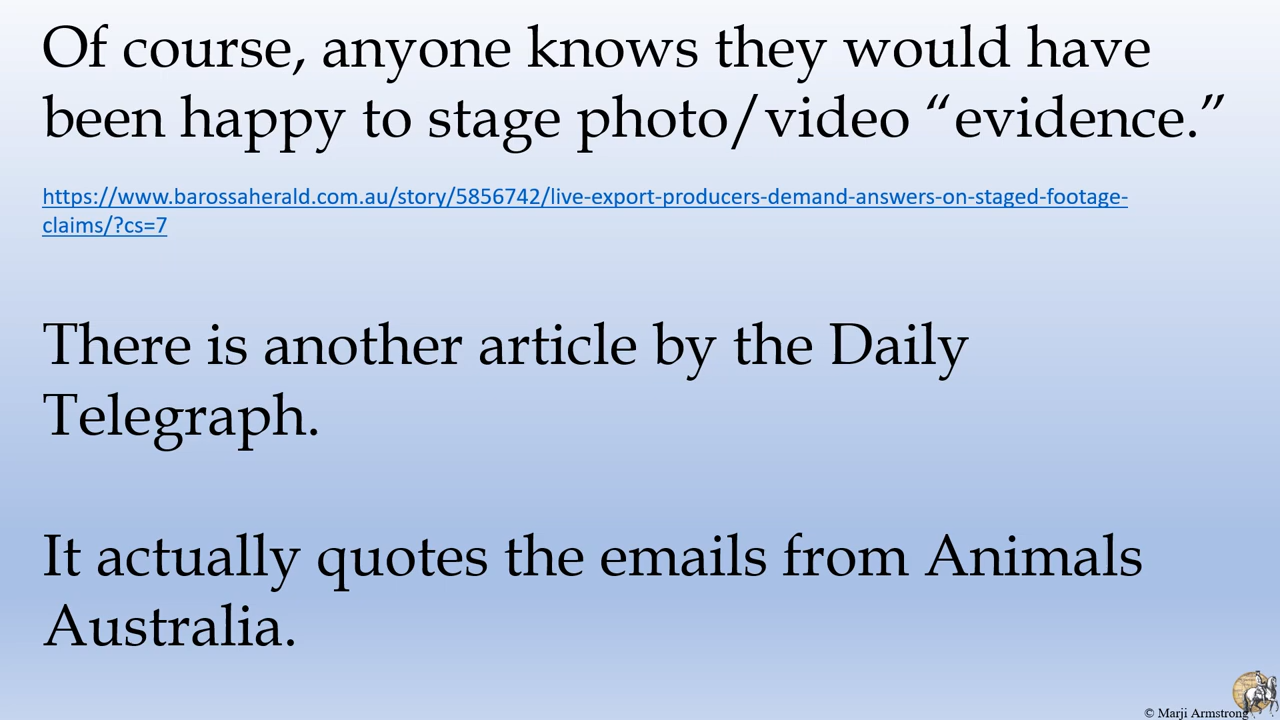 Of course, anyone knows they would have
been happy to stage photo/video “evidence.”
https://www.barossaherald.com.au/story/5856742/live-export-producers-demand-answers-on-staged-footage-
claims/?cs=7
There is another article by the Daily
Telegraph.
It actually quotes the emails from Animals
Australia.
© Marji Armstrong